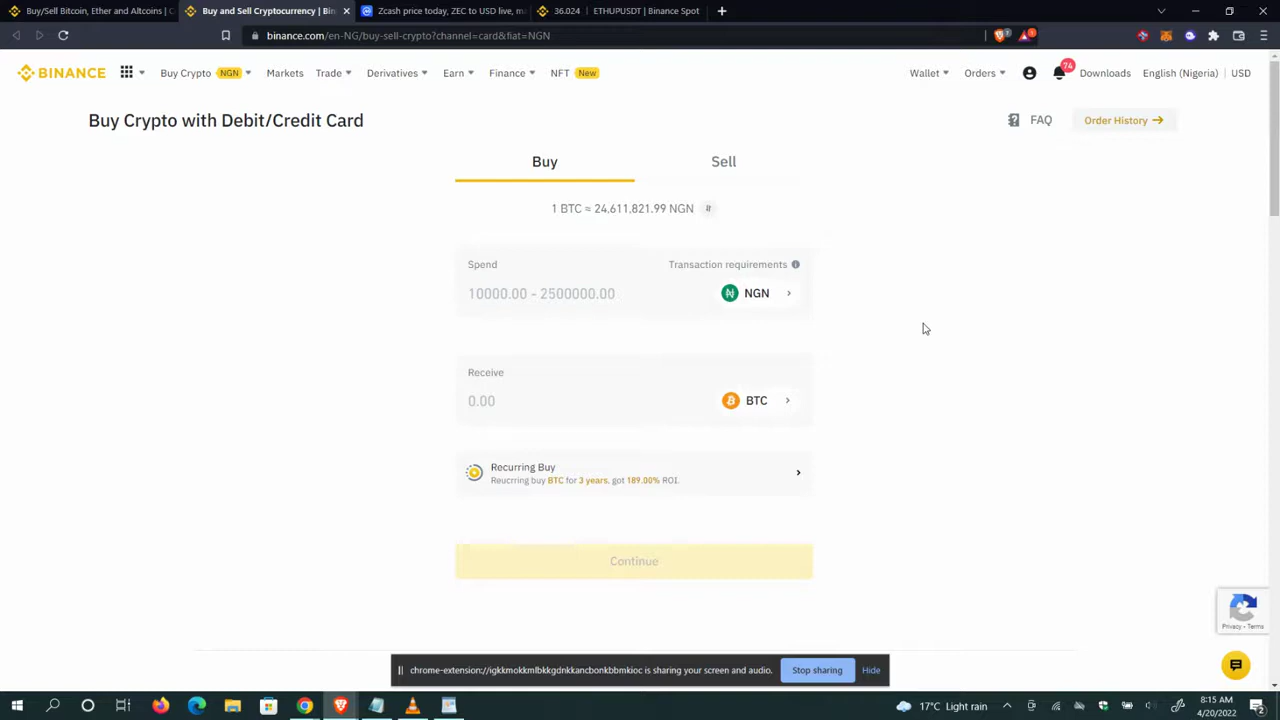 Buy/Sell Bitcoin, Ether and Altcoins | C
Buy and Sell Cryptocurrency | Bin
Zcash price today, ZEC to USD live, m
36.024 | ETHUPUSDT | Binance Spot
binance.com/en-NG/buy-sell-crypto?channel=card&fiat=NGN
BINANCE
Buy Crypto NGN
Markets
Trade
Derivatives
Earn
Finance
NFT New
Wallet
Orders
74
Downloads
English (Nigeria) | USD
Buy Crypto with Debit/Credit Card
FAQ
Order History
Buy
Sell
1 BTC ≈ 24,611,821.99 NGN
Spend
Transaction requirements
10000.00 - 2500000.00
NGN
Receive
0.00
BTC
Recurring Buy
Reucrring buy BTC for 3 years, got 189.00% ROI.
Continue
Privacy - Terms
chrome-extension://igkkmokkmlbkkgdnkkancbonkbbmkioc is sharing your screen and audio.
Stop sharing
Hide
17°C Light rain
8:15 AM
4/20/2022
2